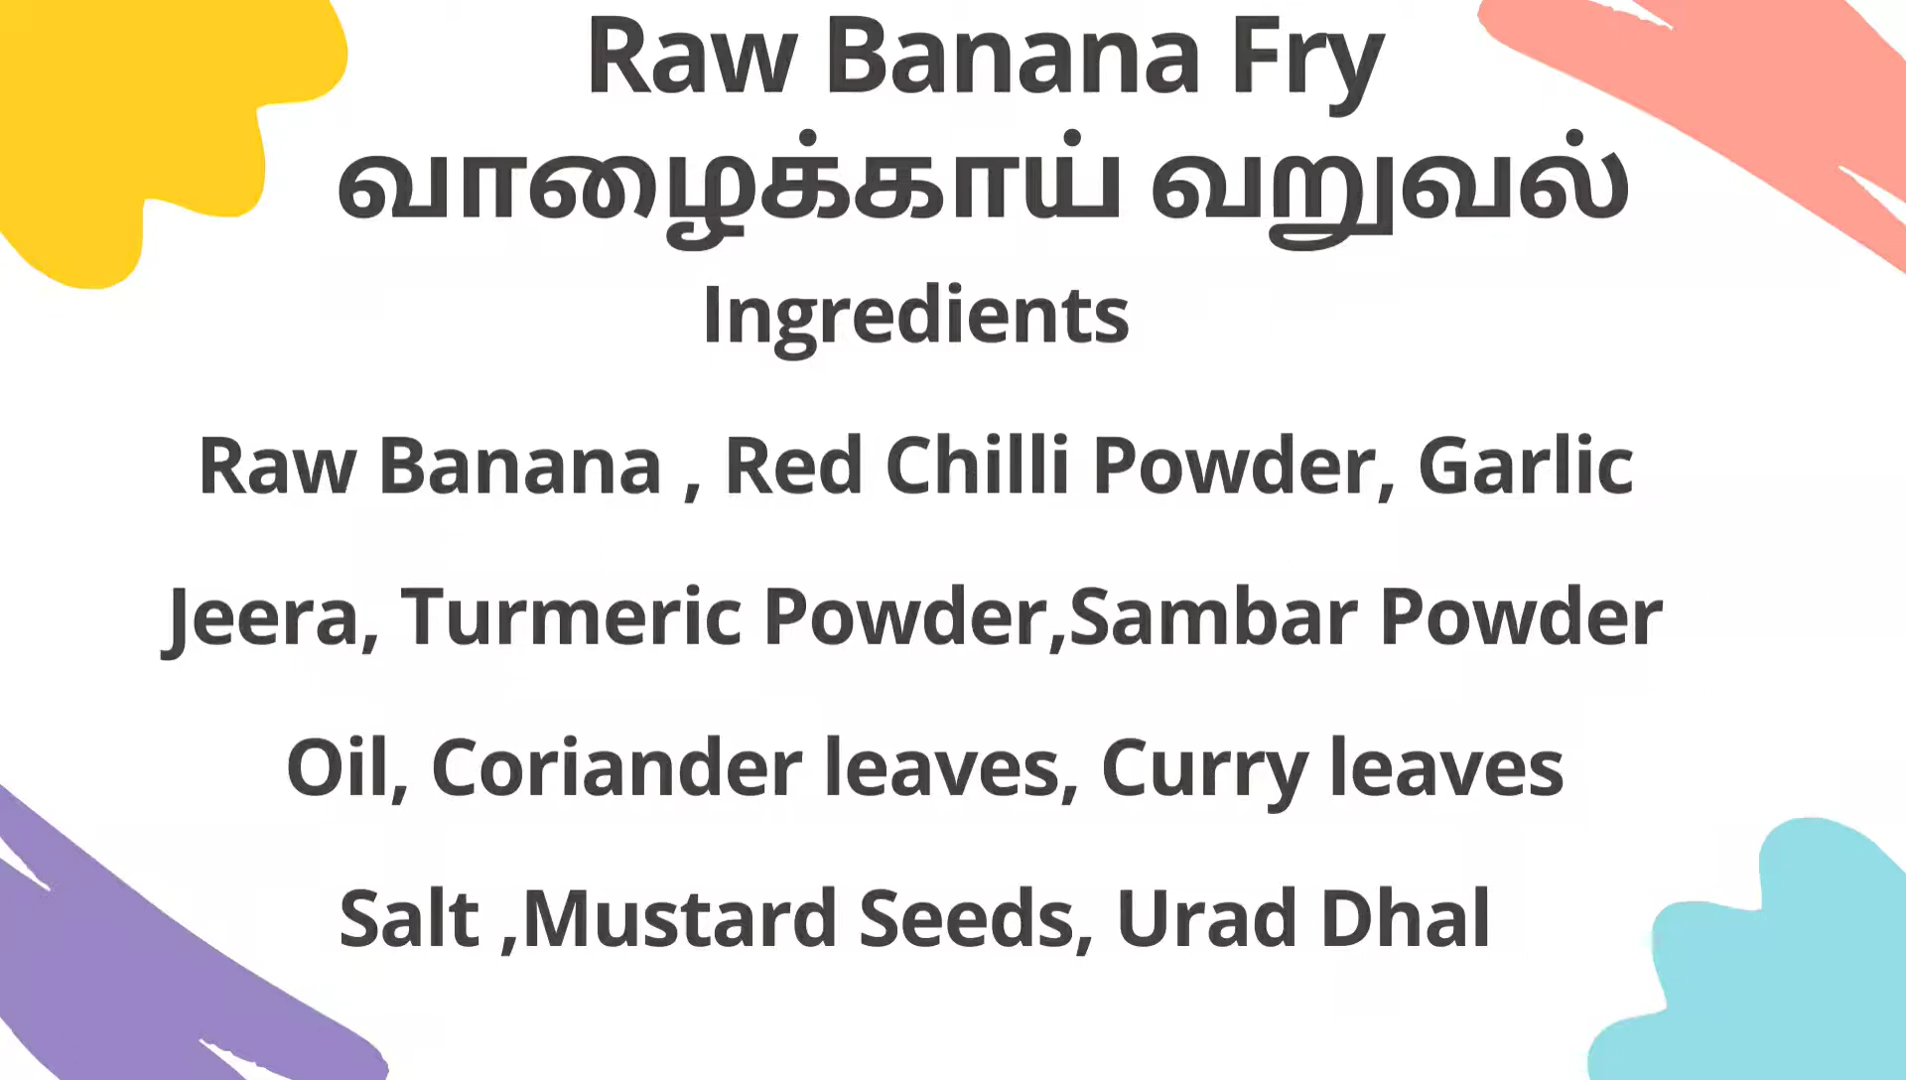 Raw Banana Fry
வாழைக்காய் வறுவல்
Ingredients
Raw Banana , Red Chilli Powder, Garlic
Jeera, Turmeric Powder,Sambar Powder
Oil, Coriander leaves, Curry leaves
Salt ,Mustard Seeds, Urad Dhal